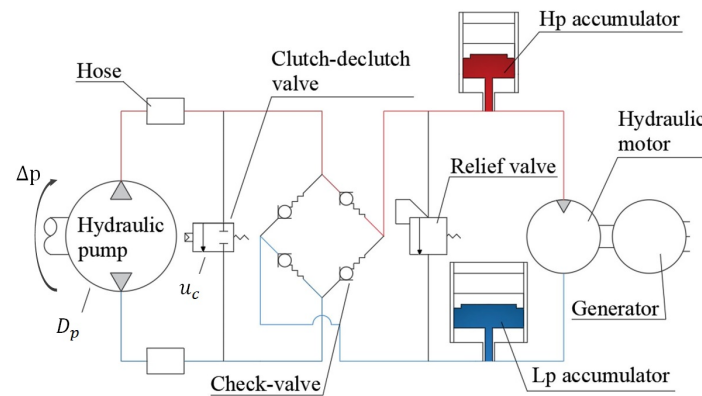 Hp accumulator
Clutch-declutch
valve
Hose
Hydraulic
motor
Relief valve
Δp
Hydraulic
pump
u_c
D_p
Generator
Check-valve
Lp accumulator